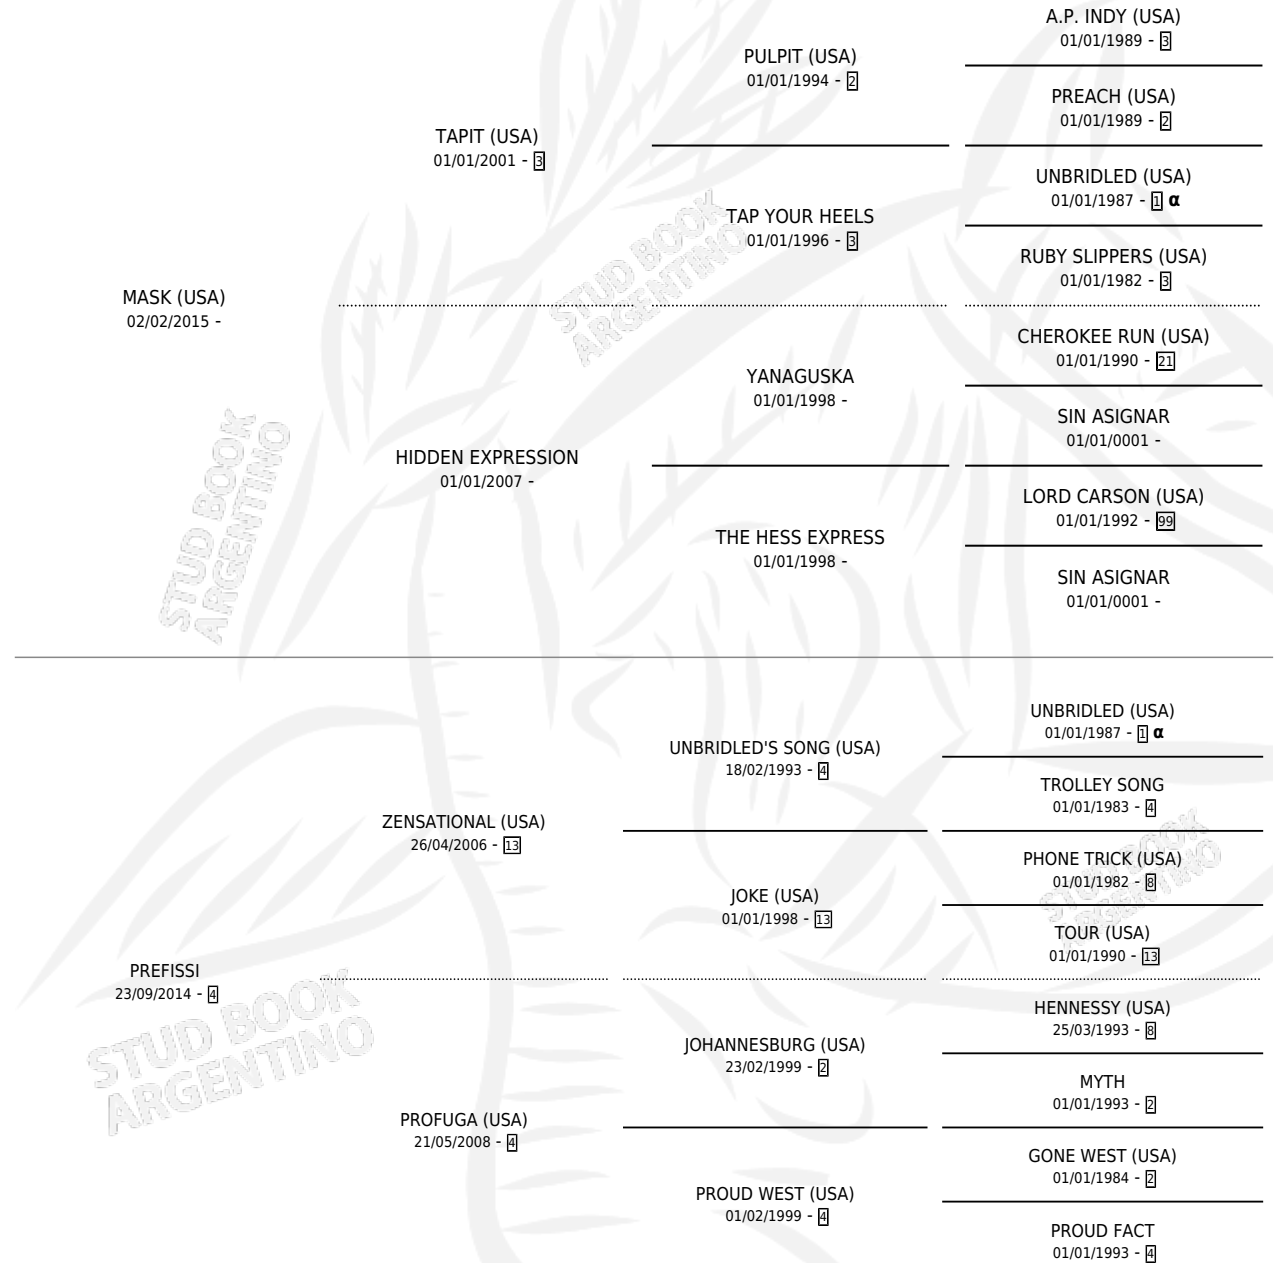 A.P. INDY (USA)
01/01/1989 - 3
PULPIT (USA)
01/01/1994 - 2
PREACH (USA)
01/01/1989 - 2
TAPIT (USA)
01/01/2001 - 3
UNBRIDLED (USA)
01/01/1987 - 1 α
TAP YOUR HEELS
01/01/1996 - 3
RUBY SLIPPERS (USA)
01/01/1982 - 3
MASK (USA)
02/02/2015 -
CHEROKEE RUN (USA)
01/01/1990 - 21
YANAGUSKA
01/01/1998 -
SIN ASIGNAR
01/01/0001 -
HIDDEN EXPRESSION
01/01/2007 -
LORD CARSON (USA)
01/01/1992 - 99
THE HESS EXPRESS
01/01/1998 -
SIN ASIGNAR
01/01/0001 -
UNBRIDLED (USA)
01/01/1987 - 1 α
UNBRIDLED'S SONG (USA)
18/02/1993 - 4
TROLLEY SONG
01/01/1983 - 4
ZENSATIONAL (USA)
26/04/2006 - 13
PHONE TRICK (USA)
01/01/1982 - 8
JOKE (USA)
01/01/1998 - 13
TOUR (USA)
01/01/1990 - 13
PREFISSI
23/09/2014 - 4
HENNESSY (USA)
25/03/1993 - 8
JOHANNESBURG (USA)
23/02/1999 - 2
MYTH
01/01/1993 - 2
PROFUGA (USA)
21/05/2008 - 4
GONE WEST (USA)
01/01/1984 - 2
PROUD WEST (USA)
01/02/1999 - 4
PROUD FACT
01/01/1993 - 4
STUD BOOK
ARGENTINO
STUD BOOK
ARGENTINO
STUD BOOK
ARGENTINO
STUD BOOK
ARGENTINO